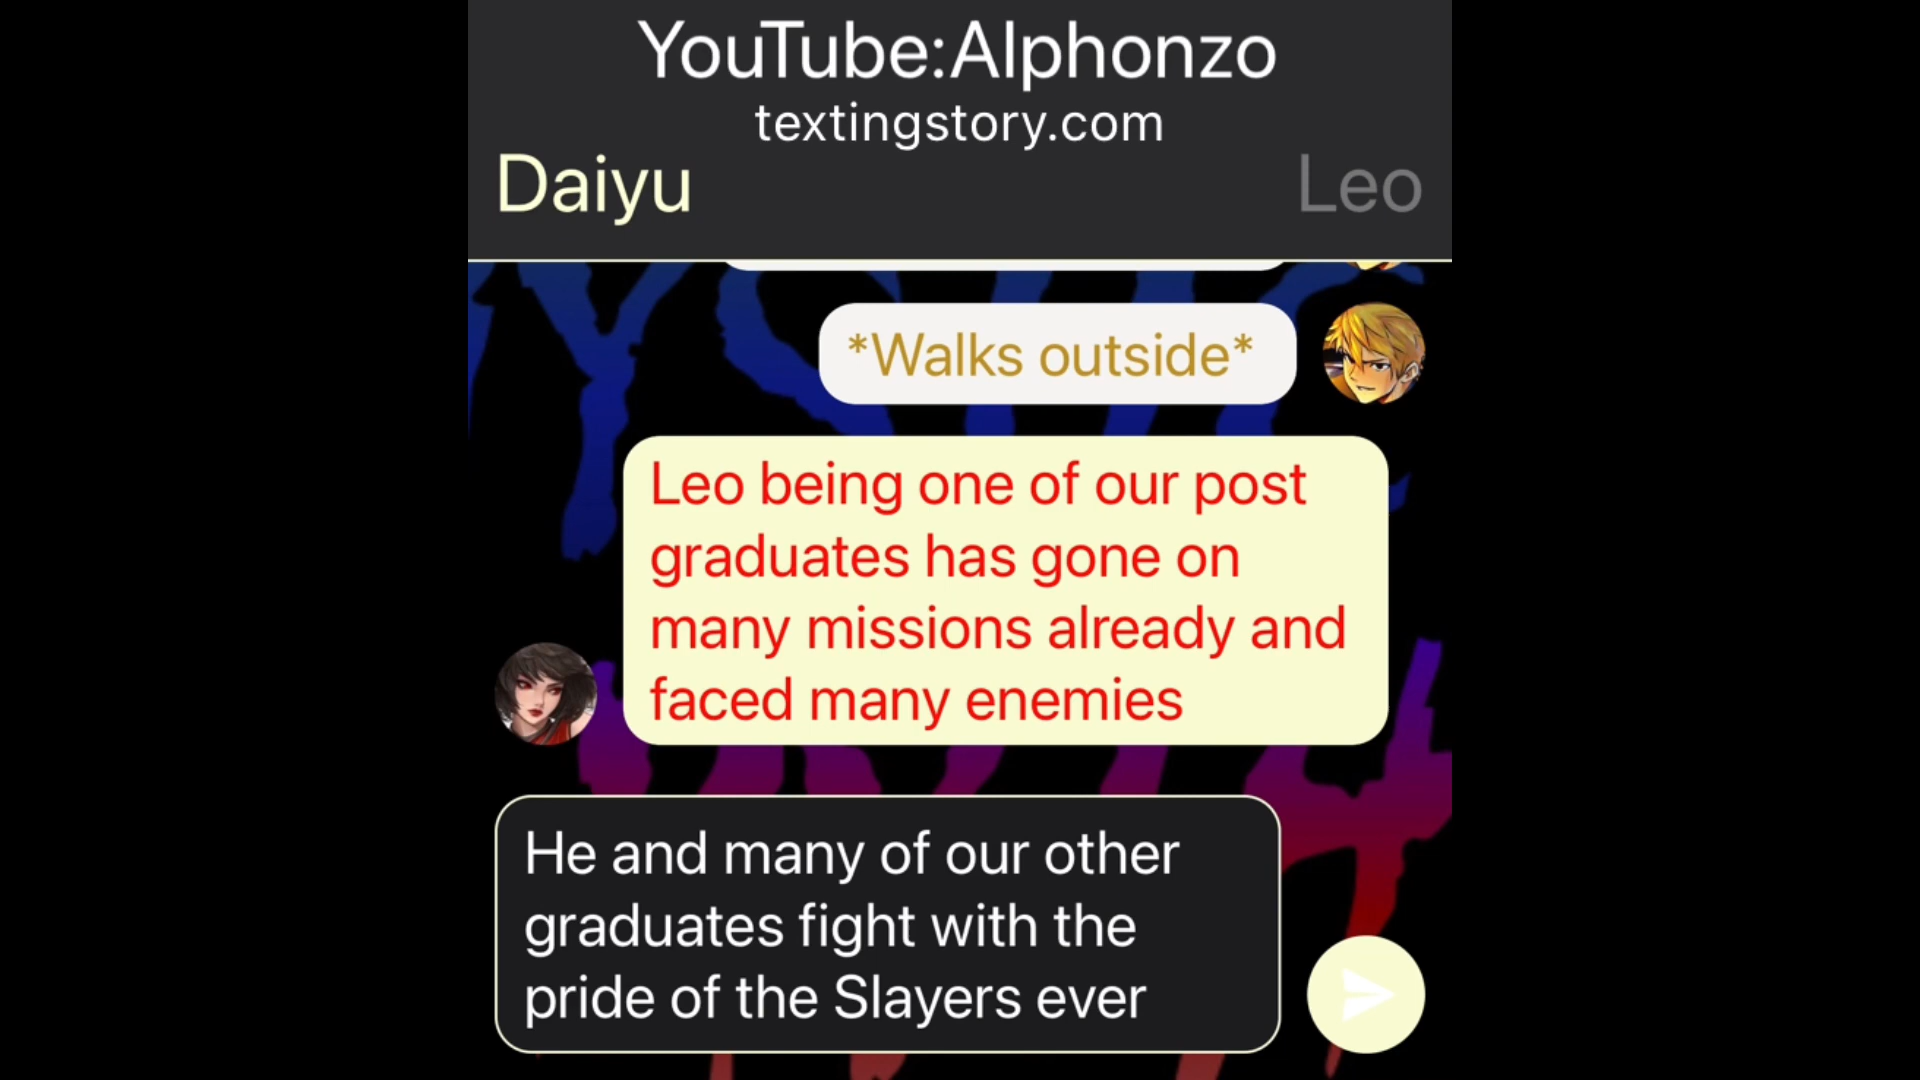 YouTube:Alphonzo
textingstory.com
Daiyu
Leo
*Walks outside*
Leo being one of our post
graduates has gone on
many missions already and
faced many enemies
He and many of our other
graduates fight with the
pride of the Slayers ever